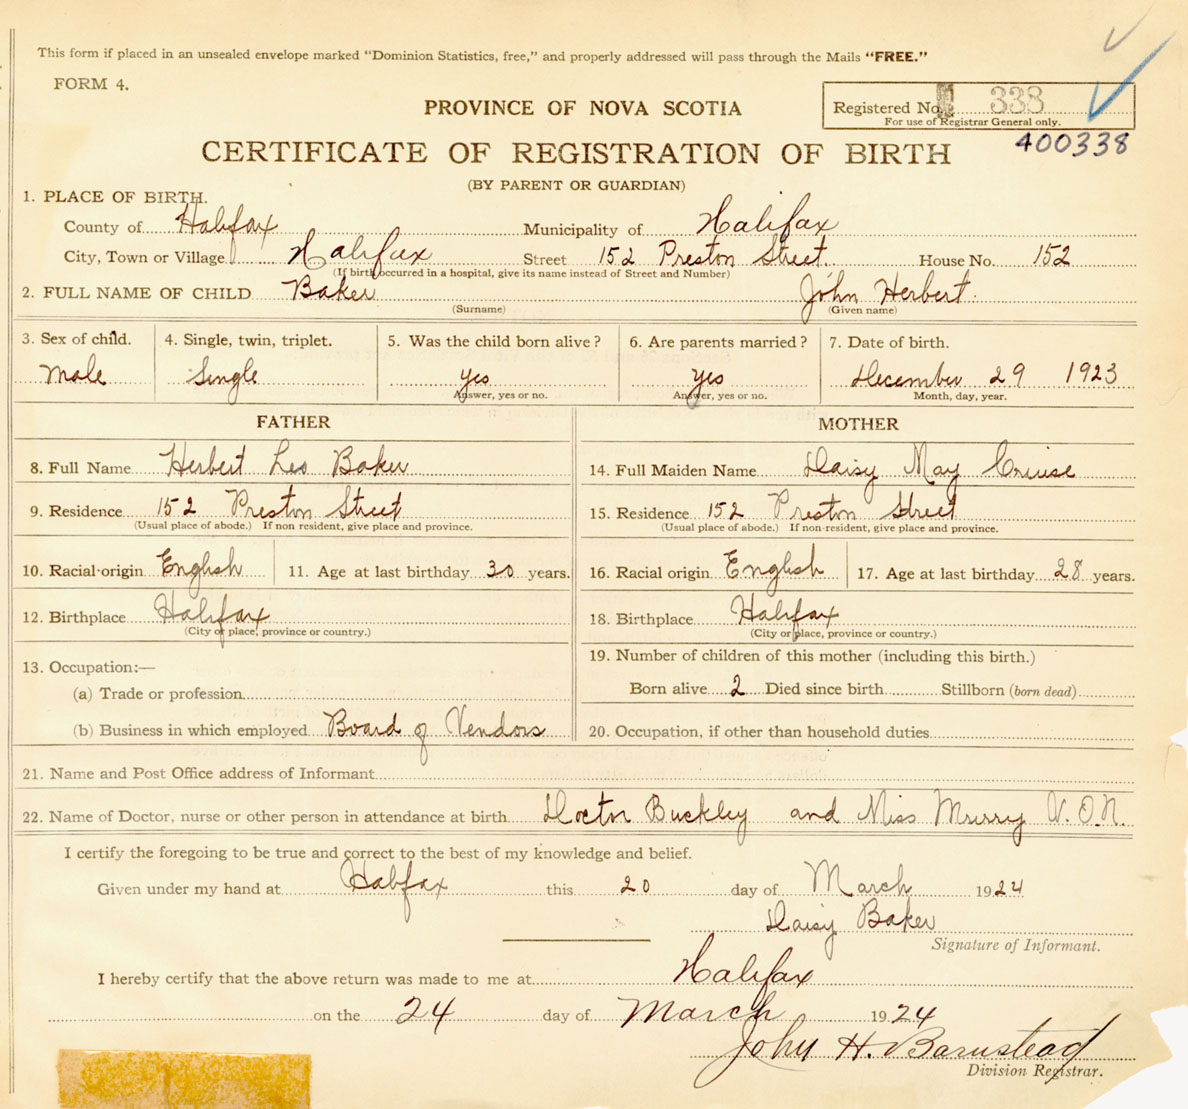 This form if placed in an unsealed envelope marked "Dominion Statistics, free," and properly addressed will pass through the Mails "FREE."
FORM 4.
PROVINCE OF NOVA SCOTIA
Registered No. 338
For use of Registrar General only.
400338
CERTIFICATE OF REGISTRATION OF BIRTH
(BY PARENT OR GUARDIAN)
1. PLACE OF BIRTH.
County of Halifax Municipality of Halifax
City, Town or Village Halifax Street 152 Preston Street House No. 152
(If birth occurred in a hospital, give its name instead of Street and Number)
2. FULL NAME OF CHILD Baker John Herbert
(Surname) (Given name)
3. Sex of child. 4. Single, twin, triplet. 5. Was the child born alive? 6. Are parents married? 7. Date of birth.
Male Single yes yes December 29 1923
Answer, yes or no. Answer, yes or no. Month, day, year.
FATHER MOTHER
8. Full Name Herbert Leo Baker 14. Full Maiden Name Daisy May Cruise
9. Residence 152 Preston Street 15. Residence 152 Preston Street
(Usual place of abode.) If non resident, give place and province. (Usual place of abode.) If non-resident, give place and province.
10. Racial origin English 11. Age at last birthday 30 years. 16. Racial origin English 17. Age at last birthday 28 years.
12. Birthplace Halifax 18. Birthplace Halifax
(City or place, province or country.) (City or place, province or country.)
13. Occupation:— 19. Number of children of this mother (including this birth.)
(a) Trade or profession Born alive 2 Died since birth Stillborn (born dead)
(b) Business in which employed Board of Vendors 20. Occupation, if other than household duties
21. Name and Post Office address of Informant
22. Name of Doctor, nurse or other person in attendance at birth Doctor Buckley and Miss Murry V.O.N.
I certify the foregoing to be true and correct to the best of my knowledge and belief.
Given under my hand at Halifax this 20 day of March 1924
Daisy Baker
Signature of Informant.
I hereby certify that the above return was made to me at Halifax
on the 24 day of March 1924
John H. Barnstead
Division Registrar.